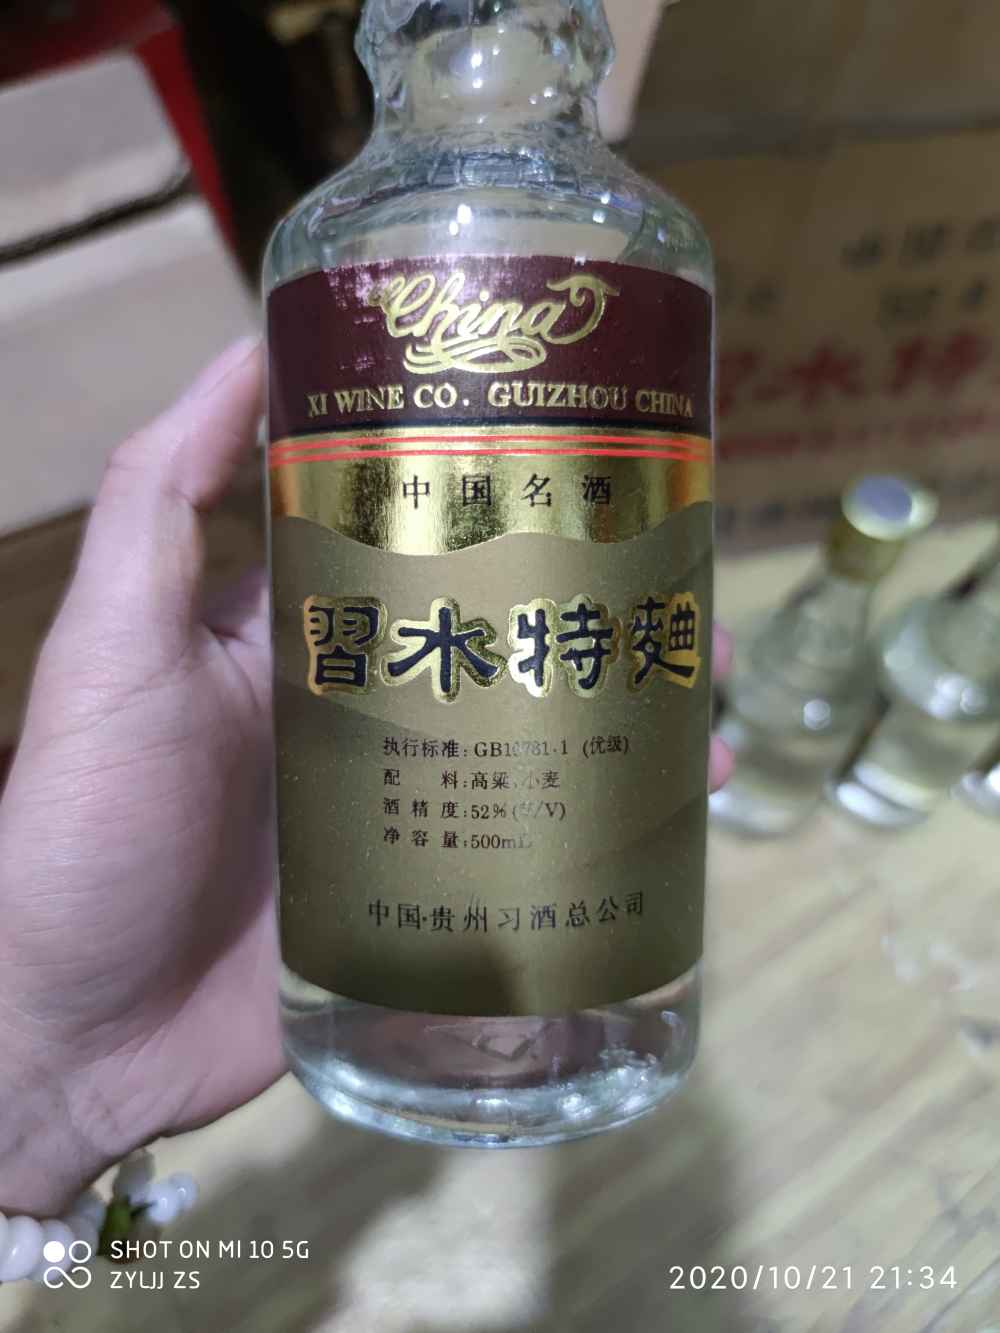 China
XI WINE CO. GUIZHOU CHINA
中国名酒
習水特麯
执行标准:GB10781.1 (优级)
配 料:高粱、小麦
酒精度:52%(V/V)
净容量:500mL
中国·贵州习酒总公司
習水特
SHOT ON MI 10 5G
ZYLJJ ZS
2020/10/21 21:34